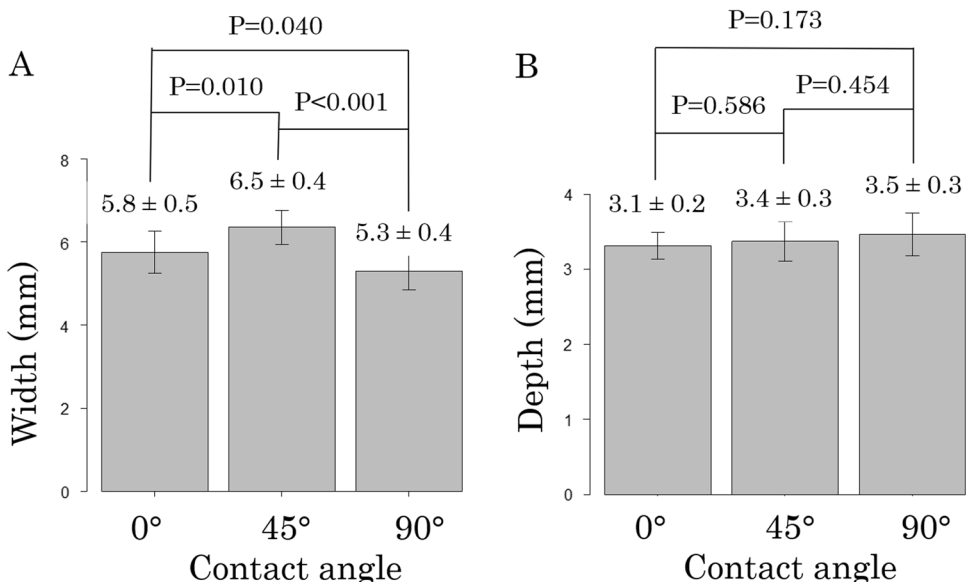 A
P=0.040
P=0.010
P<0.001
5.8 ± 0.5
6.5 ± 0.4
5.3 ± 0.4
Width (mm)
8
6
4
2
0
0°
45°
90°
Contact angle
B
P=0.173
P=0.586
P=0.454
3.1 ± 0.2
3.4 ± 0.3
3.5 ± 0.3
Depth (mm)
4
3
2
1
0
0°
45°
90°
Contact angle